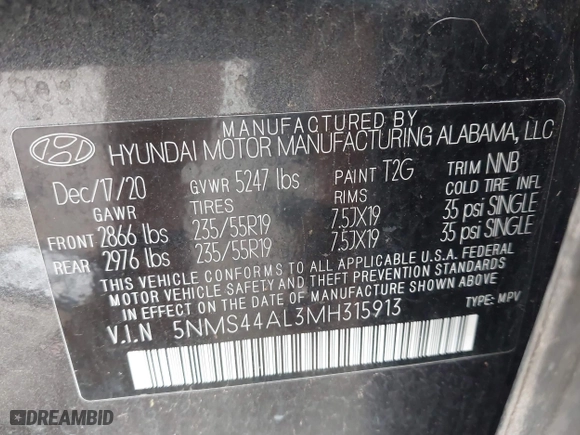 MANUFACTURED BY
HYUNDAI MOTOR MANUFACTURING ALABAMA, LLC
Dec/17/20 GVWR 5247 lbs PAINT T2G TRIM NNB
GAWR TIRES RIMS COLD TIRE INFL
FRONT 2866 lbs 235/55R19 7.5JX19 35 psi SINGLE
REAR 2976 lbs 235/55R19 7.5JX19 35 psi SINGLE
THIS VEHICLE CONFORMS TO ALL APPLICABLE U.S.A. FEDERAL
MOTOR VEHICLE SAFETY AND THEFT PREVENTION STANDARDS
IN EFFECT ON THE DATE OF MANUFACTURE SHOWN ABOVE.
V.I.N 5NMS44AL3MH315913 TYPE: MPV
DREAMBID